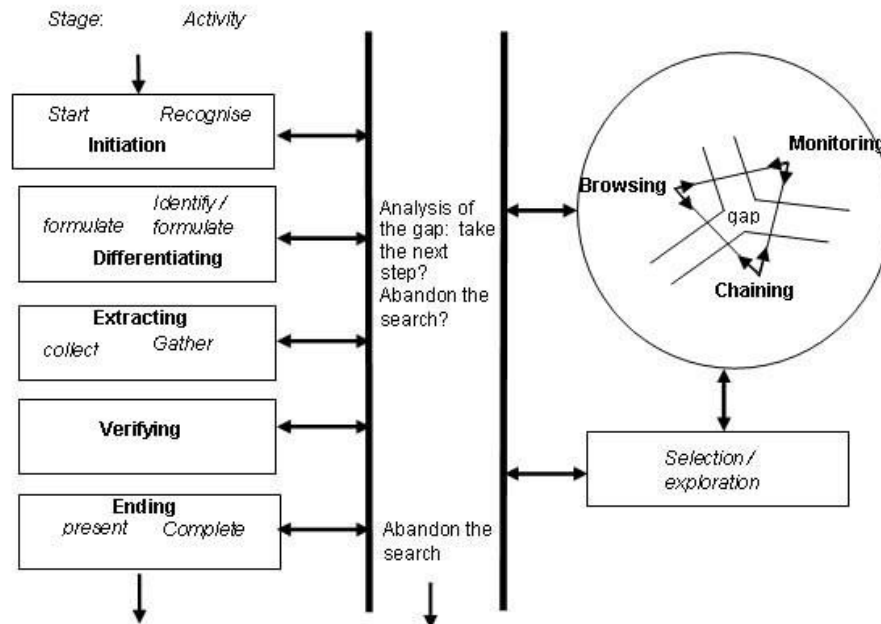 Stage: Activity
Start Recognise
Initiation
Identify /
formulate formulate
Differentiating
Extracting
collect Gather
Verifying
Ending
present Complete
Analysis of
the gap: take
the next
step?
Abandon the
search?
Abandon the
search
Monitoring
Browsing
gap
Chaining
Selection /
exploration